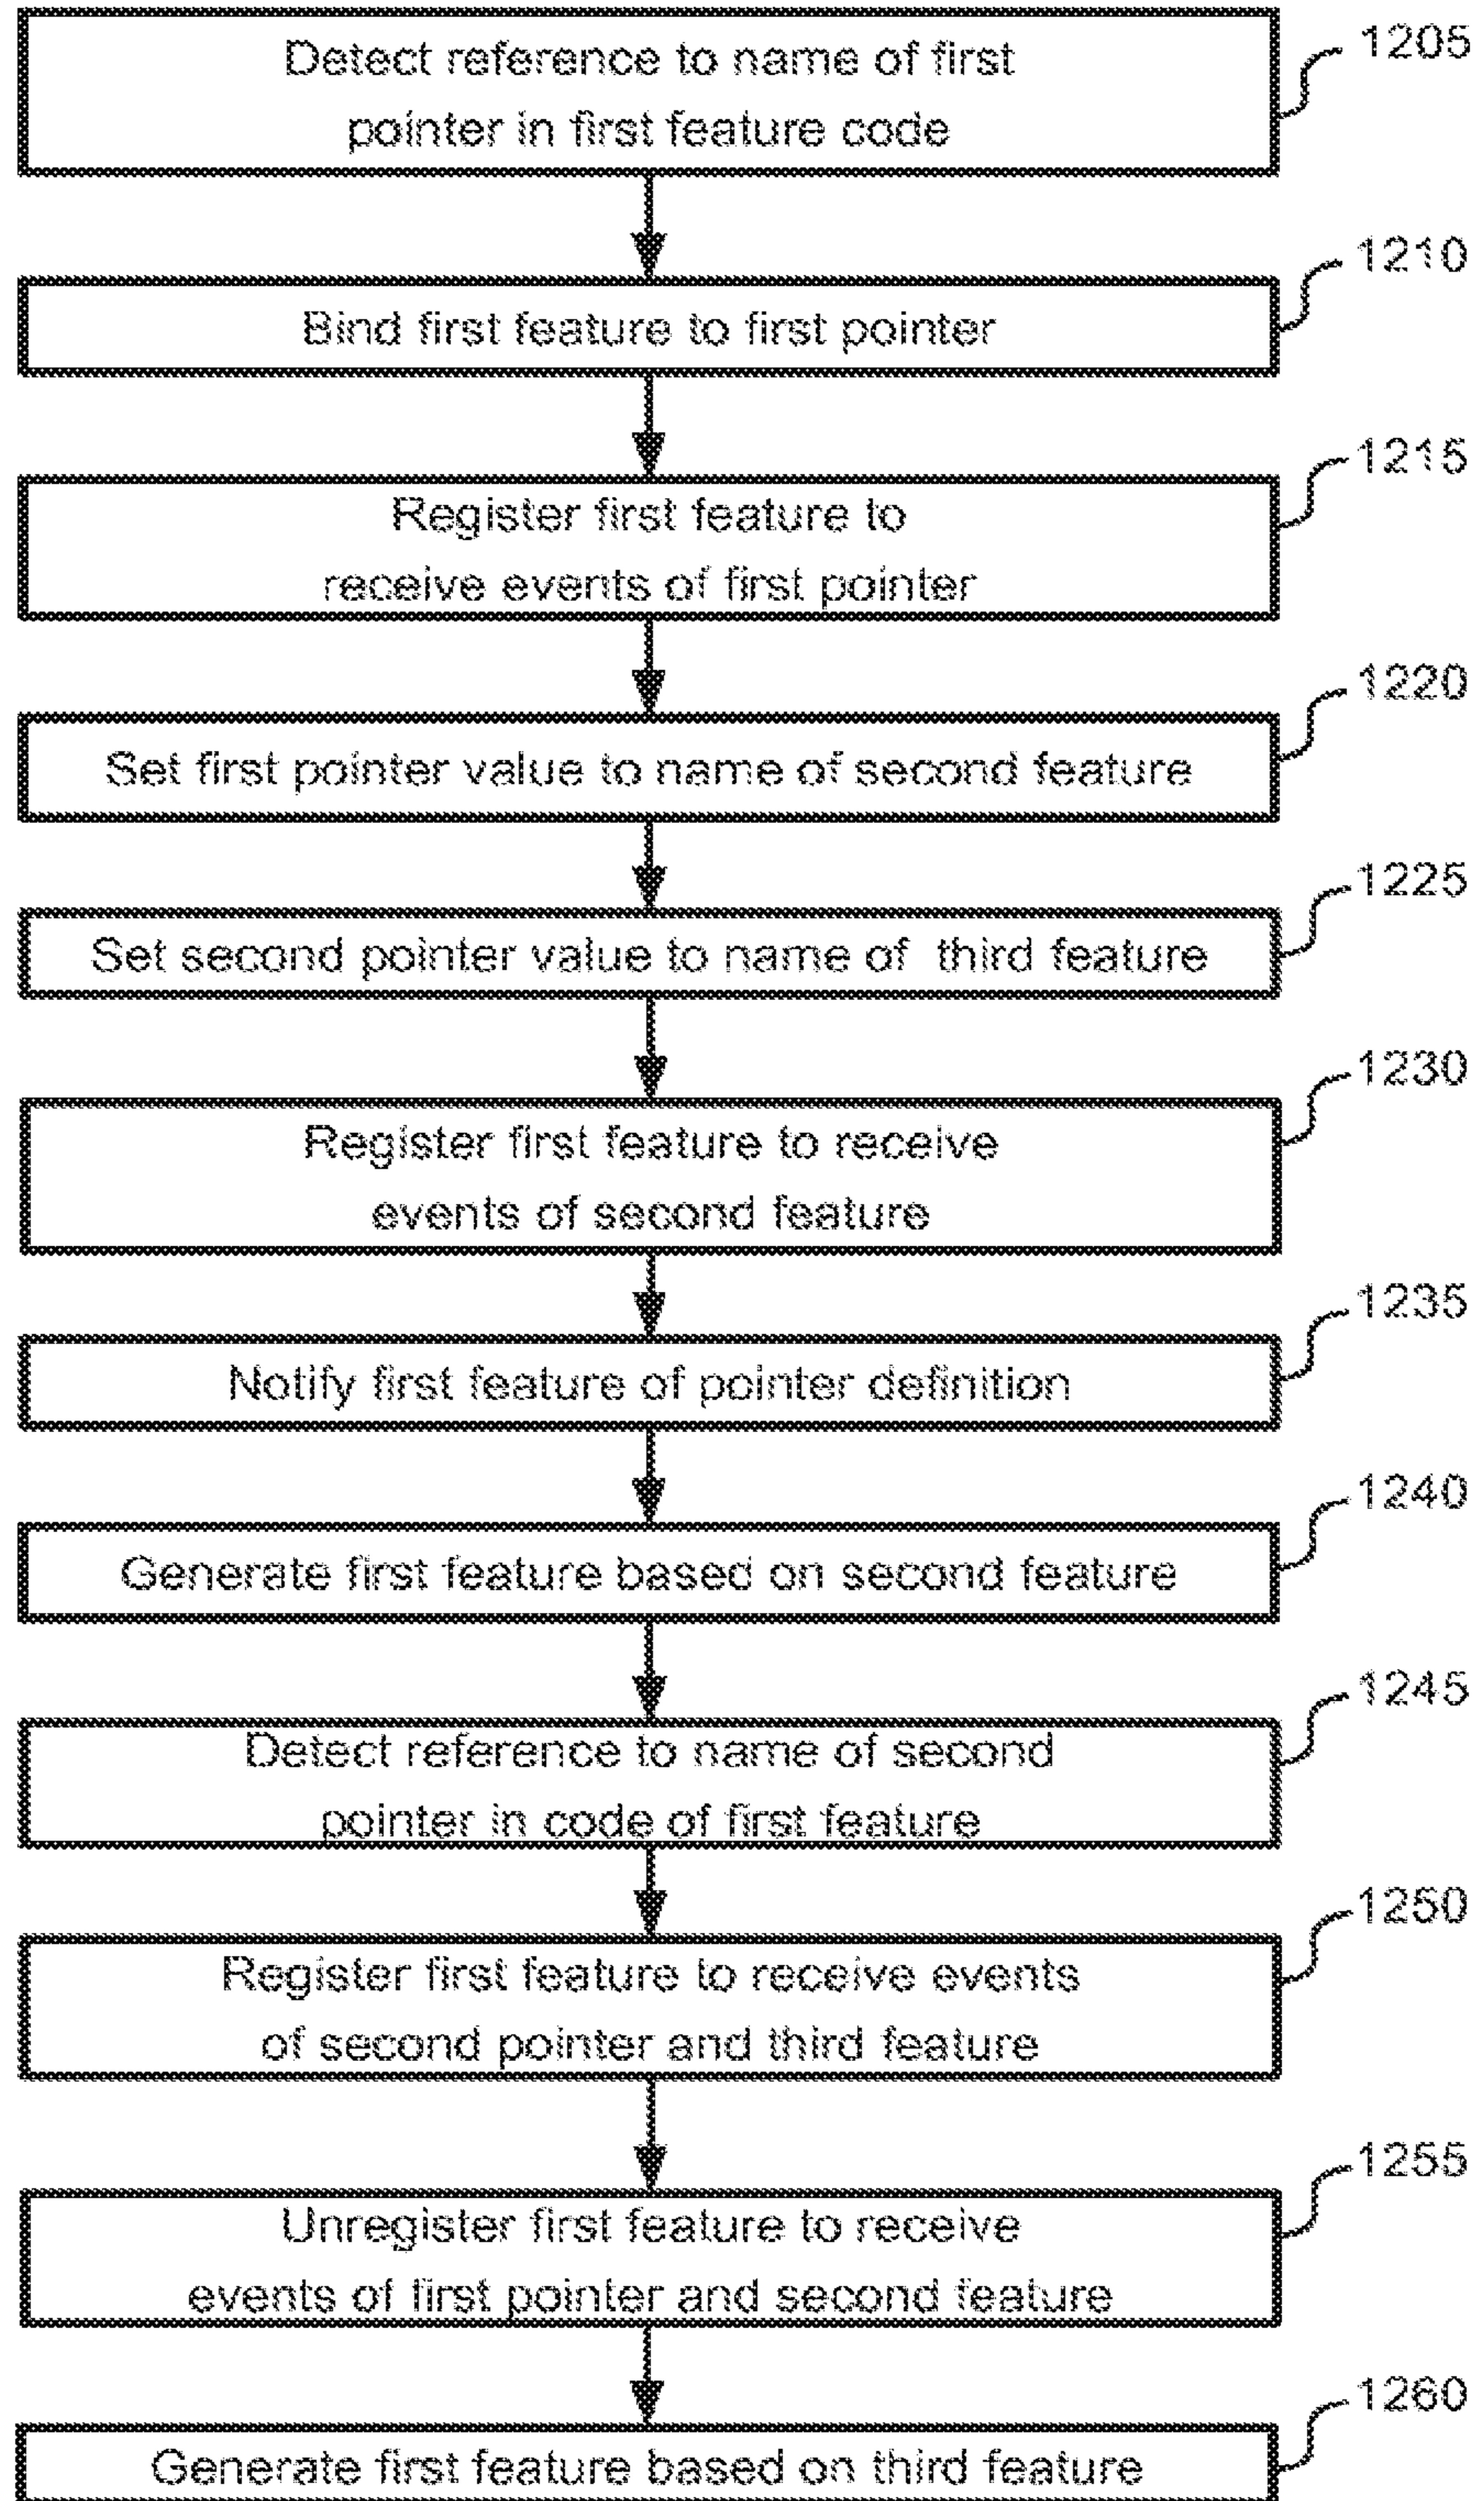 Detect reference to name of first
pointer in first feature code
1205
Bind first feature to first pointer
1210
Register first feature to
receive events of first pointer
1215
Set first pointer value to name of second feature
1220
Set second pointer value to name of third feature
1225
Register first feature to receive
events of second feature
1230
Notify first feature of pointer definition
1235
Generate first feature based on second feature
1240
Detect reference to name of second
pointer in code of first feature
1245
Register first feature to receive events
of second pointer and third feature
1250
Unregister first feature to receive
events of first pointer and second feature
1255
Generate first feature based on third feature
1260